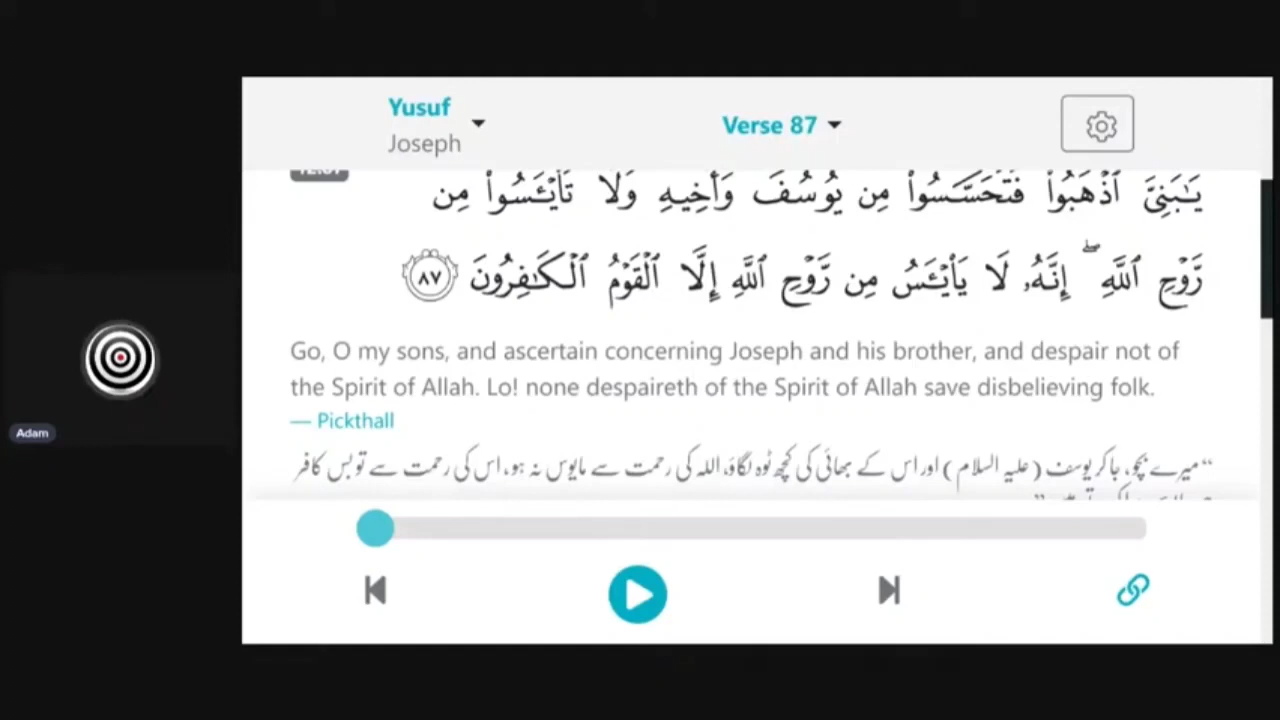 Yusuf
Joseph
Verse 87
يَـٰبَنِىَّ ٱذْهَبُوا۟ فَتَحَسَّسُوا۟ مِن يُوسُفَ وَأَخِيهِ وَلَا تَا۟يْـَٔسُوا۟ مِن
رَّوْحِ ٱللَّهِ ۖ إِنَّهُۥ لَا يَا۟يْـَٔسُ مِن رَّوْحِ ٱللَّهِ إِلَّا ٱلْقَوْمُ ٱلْكَـٰفِرُونَ ٨٧
Go, O my sons, and ascertain concerning Joseph and his brother, and despair not of
the Spirit of Allah. Lo! none despaireth of the Spirit of Allah save disbelieving folk.
— Pickthall
“میرے بچو، جا کر یوسف (علیہ السلام) اور اس کے بھائی کی کچھ ٹوہ لگاؤ، اللہ کی رحمت سے مایوس نہ ہو، اس کی رحمت سے تو بس کافر
Adam